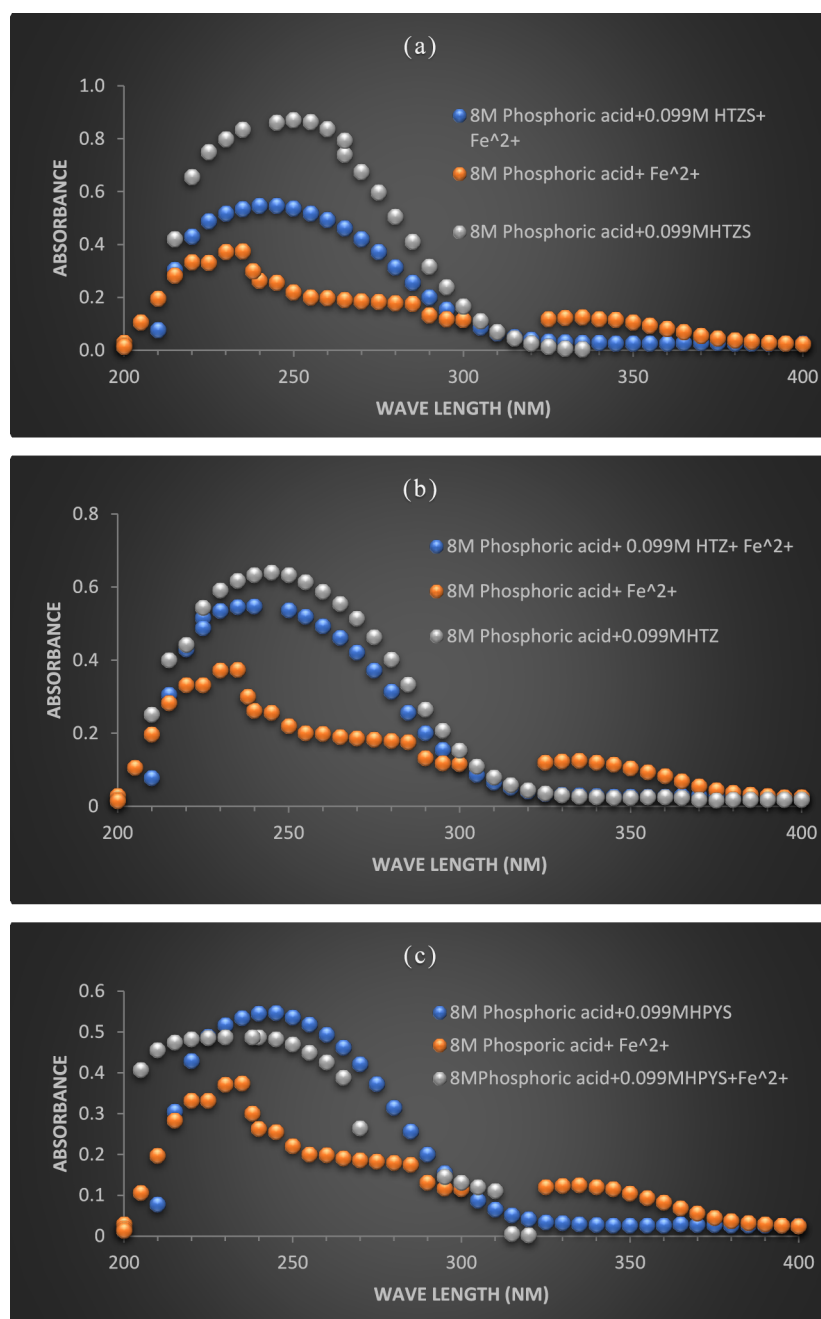 (a)
1.0
0.8
0.6
0.4
0.2
0.0
ABSORBANCE
8M Phosphoric acid+0.099M HTZS+
Fe^2+
8M Phosphoric acid+ Fe^2+
8M Phosphoric acid+0.099MHTZS
200 250 300 350 400
WAVE LENGTH (NM)
(b)
0.8
0.6
0.4
0.2
0
ABSORBANCE
8M Phosphoric acid+ 0.099M HTZ+ Fe^2+
8M Phosphoric acid+ Fe^2+
8M Phosphoric acid+0.099MHTZ
200 250 300 350 400
WAVE LENGTH (NM)
(c)
0.6
0.5
0.4
0.3
0.2
0.1
0
ABSORBANCE
8M Phosphoric acid+0.099MHPYS
8M Phosporic acid+ Fe^2+
8MPhosphoric acid+0.099MHPYS+Fe^2+
200 250 300 350 400
WAVE LENGTH (NM)